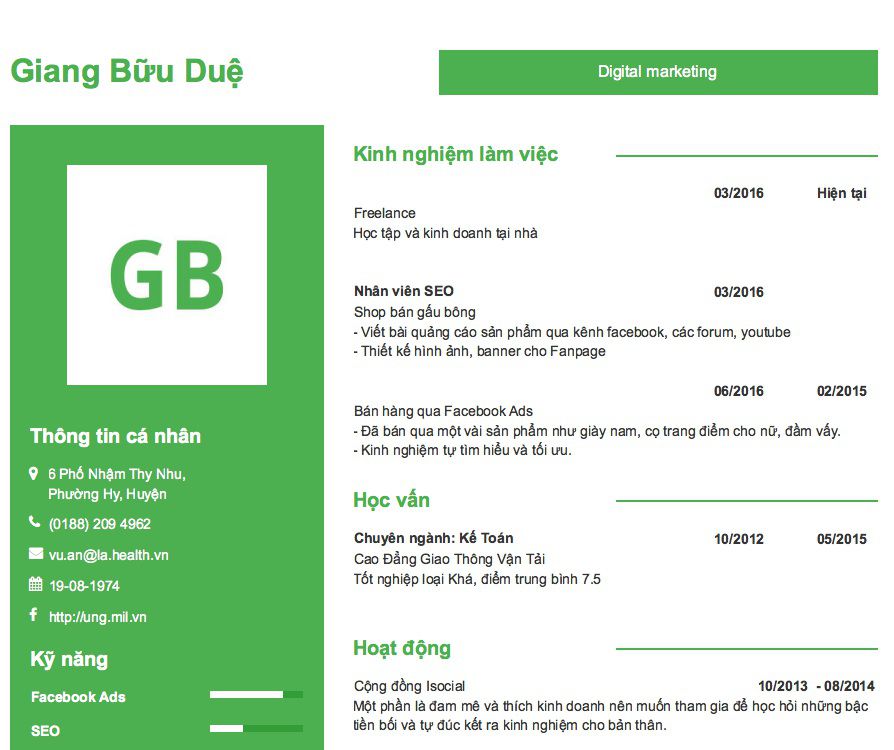 Giang Bữu Duệ
Digital marketing
GB
Thông tin cá nhân
6 Phố Nhậm Thy Nhu,
Phường Hy, Huyện
(0188) 209 4962
vu.an@la.health.vn
19-08-1974
http://ung.mil.vn
Kỹ năng
Facebook Ads
SEO
Kinh nghiệm làm việc
03/2016 Hiện tại
Freelance
Học tập và kinh doanh tại nhà
Nhân viên SEO 03/2016
Shop bán gấu bông
- Viết bài quảng cáo sản phẩm qua kênh facebook, các forum, youtube
- Thiết kế hình ảnh, banner cho Fanpage
06/2016 02/2015
Bán hàng qua Facebook Ads
- Đã bán qua một vài sản phẩm như giày nam, cọ trang điểm cho nữ, đầm vấy.
- Kinh nghiệm tự tìm hiểu và tối ưu.
Học vấn
Chuyên ngành: Kế Toán 10/2012 05/2015
Cao Đẳng Giao Thông Vận Tải
Tốt nghiệp loại Khá, điểm trung bình 7.5
Hoạt động
Cộng đồng Isocial 10/2013 - 08/2014
Một phần là đam mê và thích kinh doanh nên muốn tham gia để học hỏi những bậc
tiền bối và tự đúc kết ra kinh nghiệm cho bản thân.